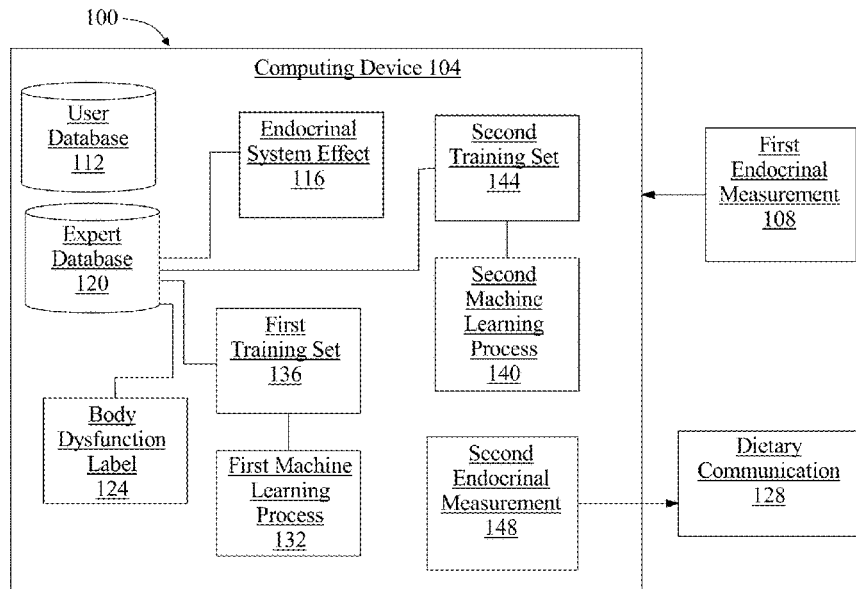 100
Computing Device 104
User
Database
112
Endocrinal
System Effect
116
Second
Training Set
144
First
Endocrinal
Measurement
108
Expert
Database
120
Second
Machine
Learning
Process
140
First
Training Set
136
Body
Dysfunction
Label
124
First Machine
Learning
Process
132
Second
Endocrinal
Measurement
148
Dietary
Communication
128